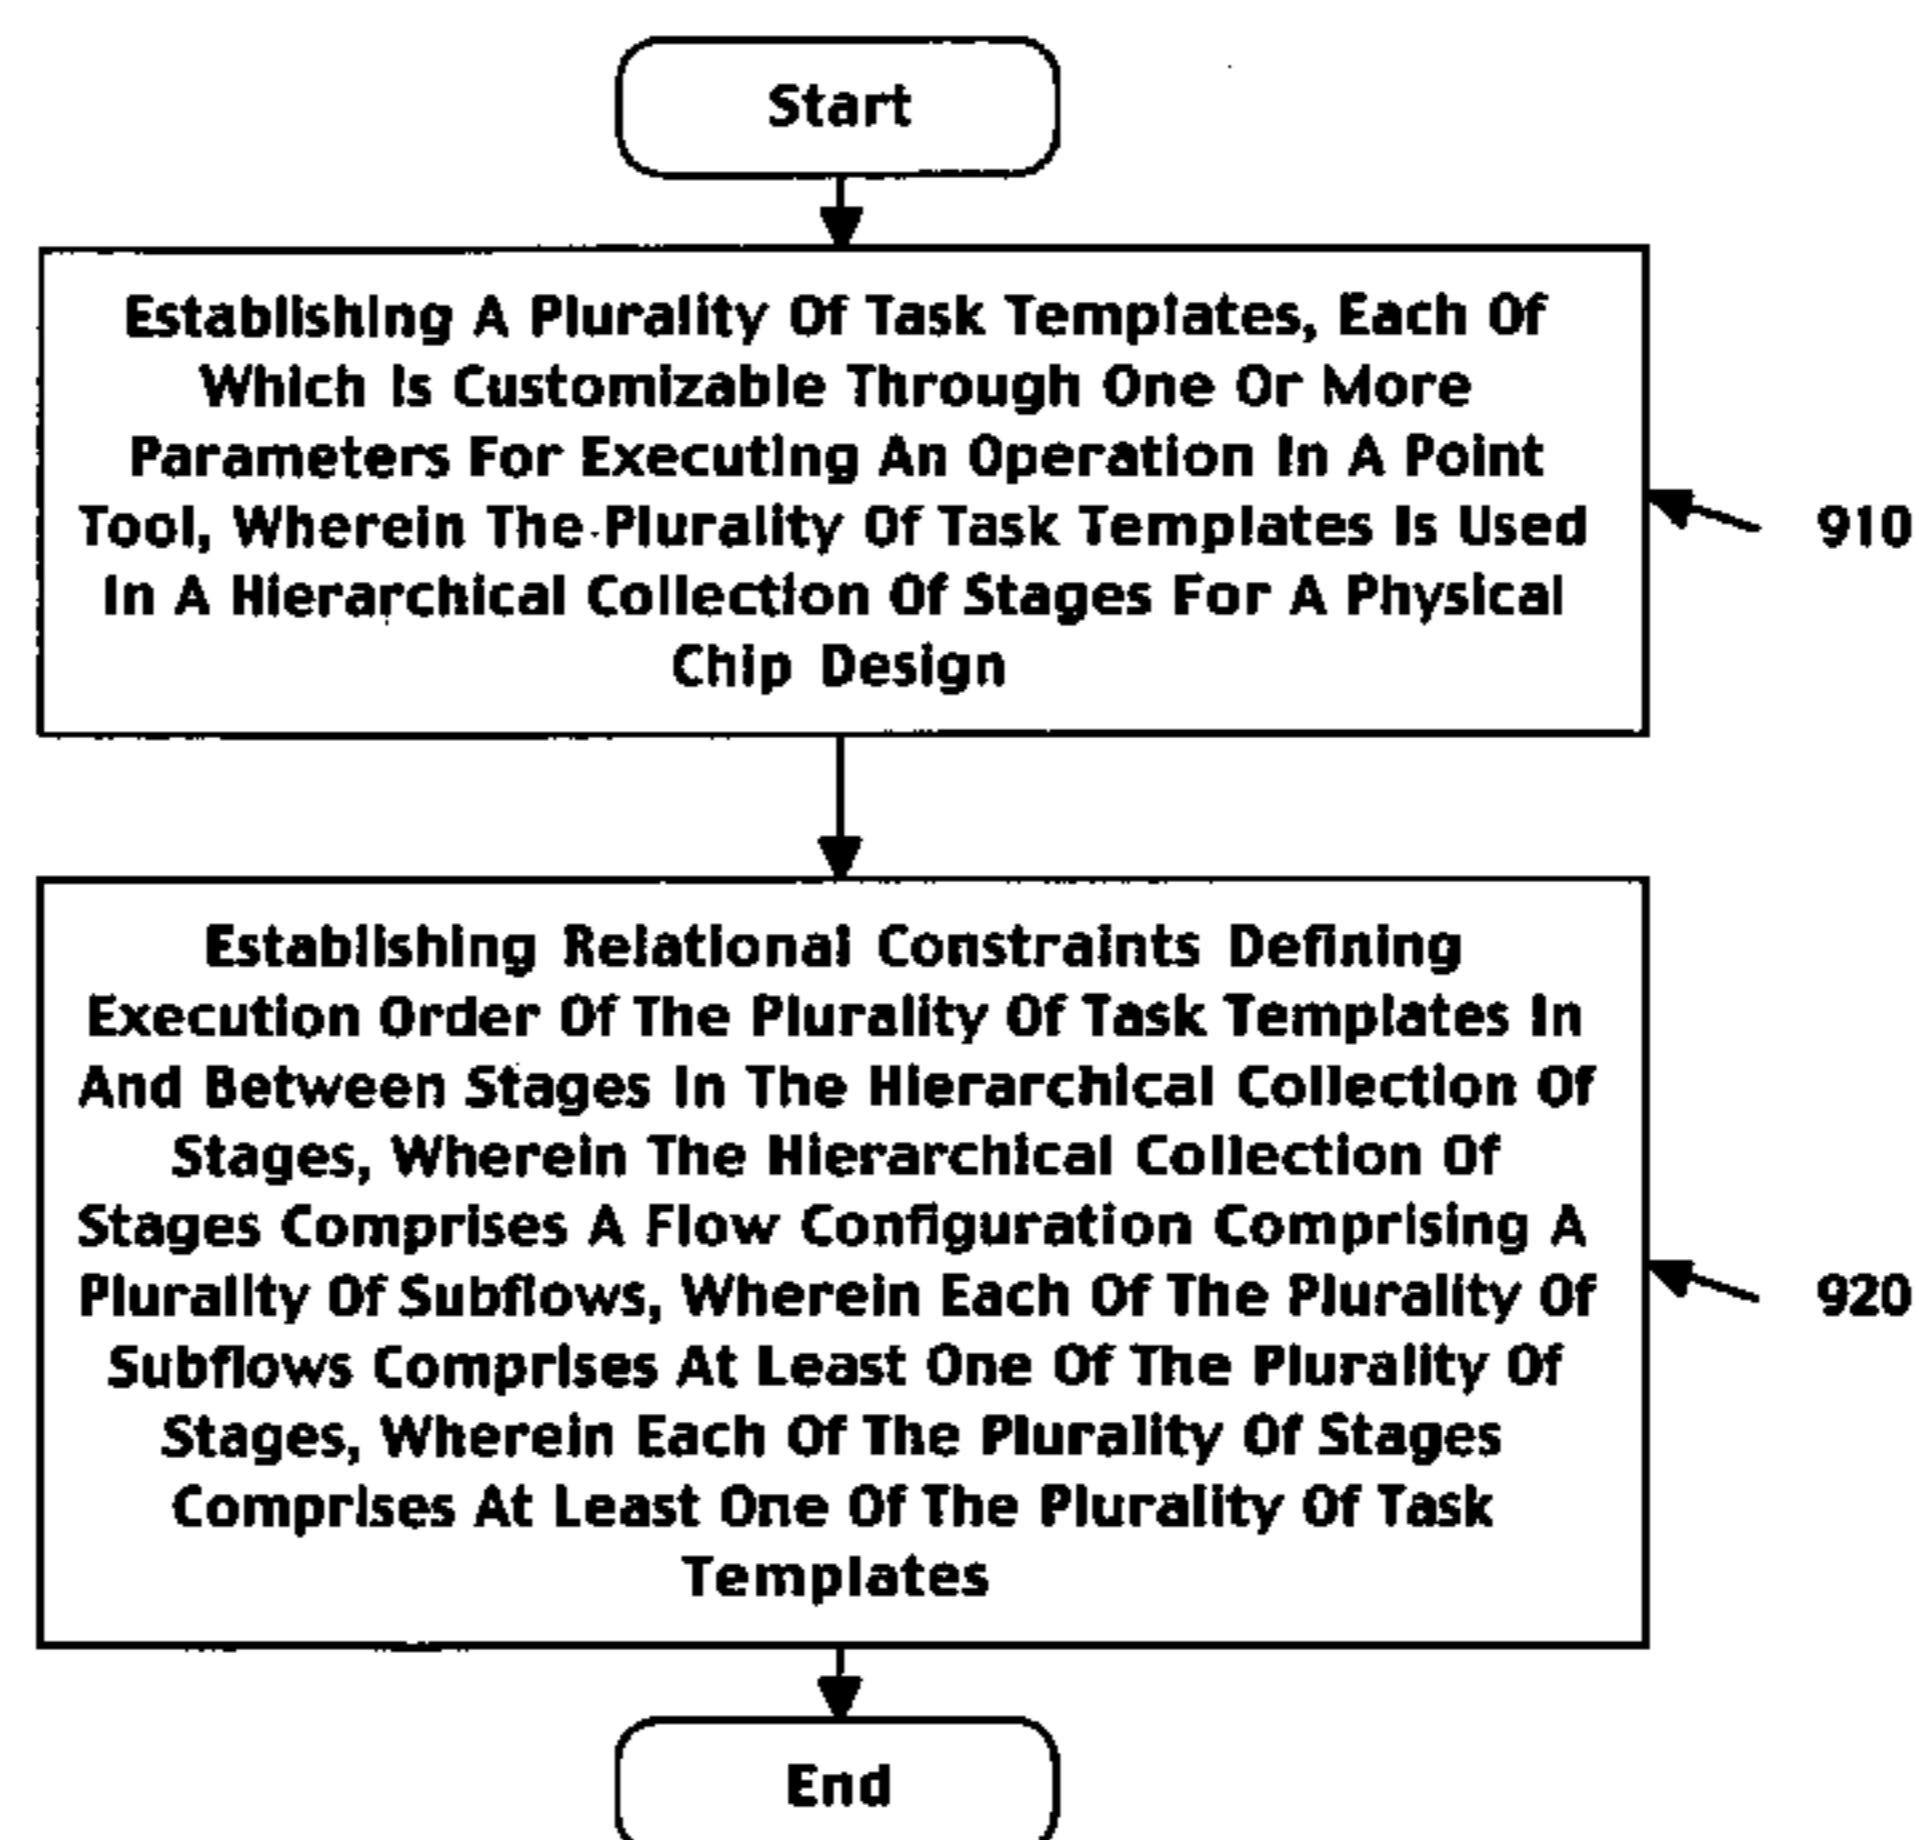 Start
Establishing A Plurality Of Task Templates, Each Of
Which Is Customizable Through One Or More
Parameters For Executing An Operation In A Point
Tool, Wherein The Plurality Of Task Templates Is Used
In A Hierarchical Collection Of Stages For A Physical
Chip Design
910
Establishing Relational Constraints Defining
Execution Order Of The Plurality Of Task Templates In
And Between Stages In The Hierarchical Collection Of
Stages, Wherein The Hierarchical Collection Of
Stages Comprises A Flow Configuration Comprising A
Plurality Of Subflows, Wherein Each Of The Plurality Of
Subflows Comprises At Least One Of The Plurality Of
Stages, Wherein Each Of The Plurality Of Stages
Comprises At Least One Of The Plurality Of Task
Templates
920
End